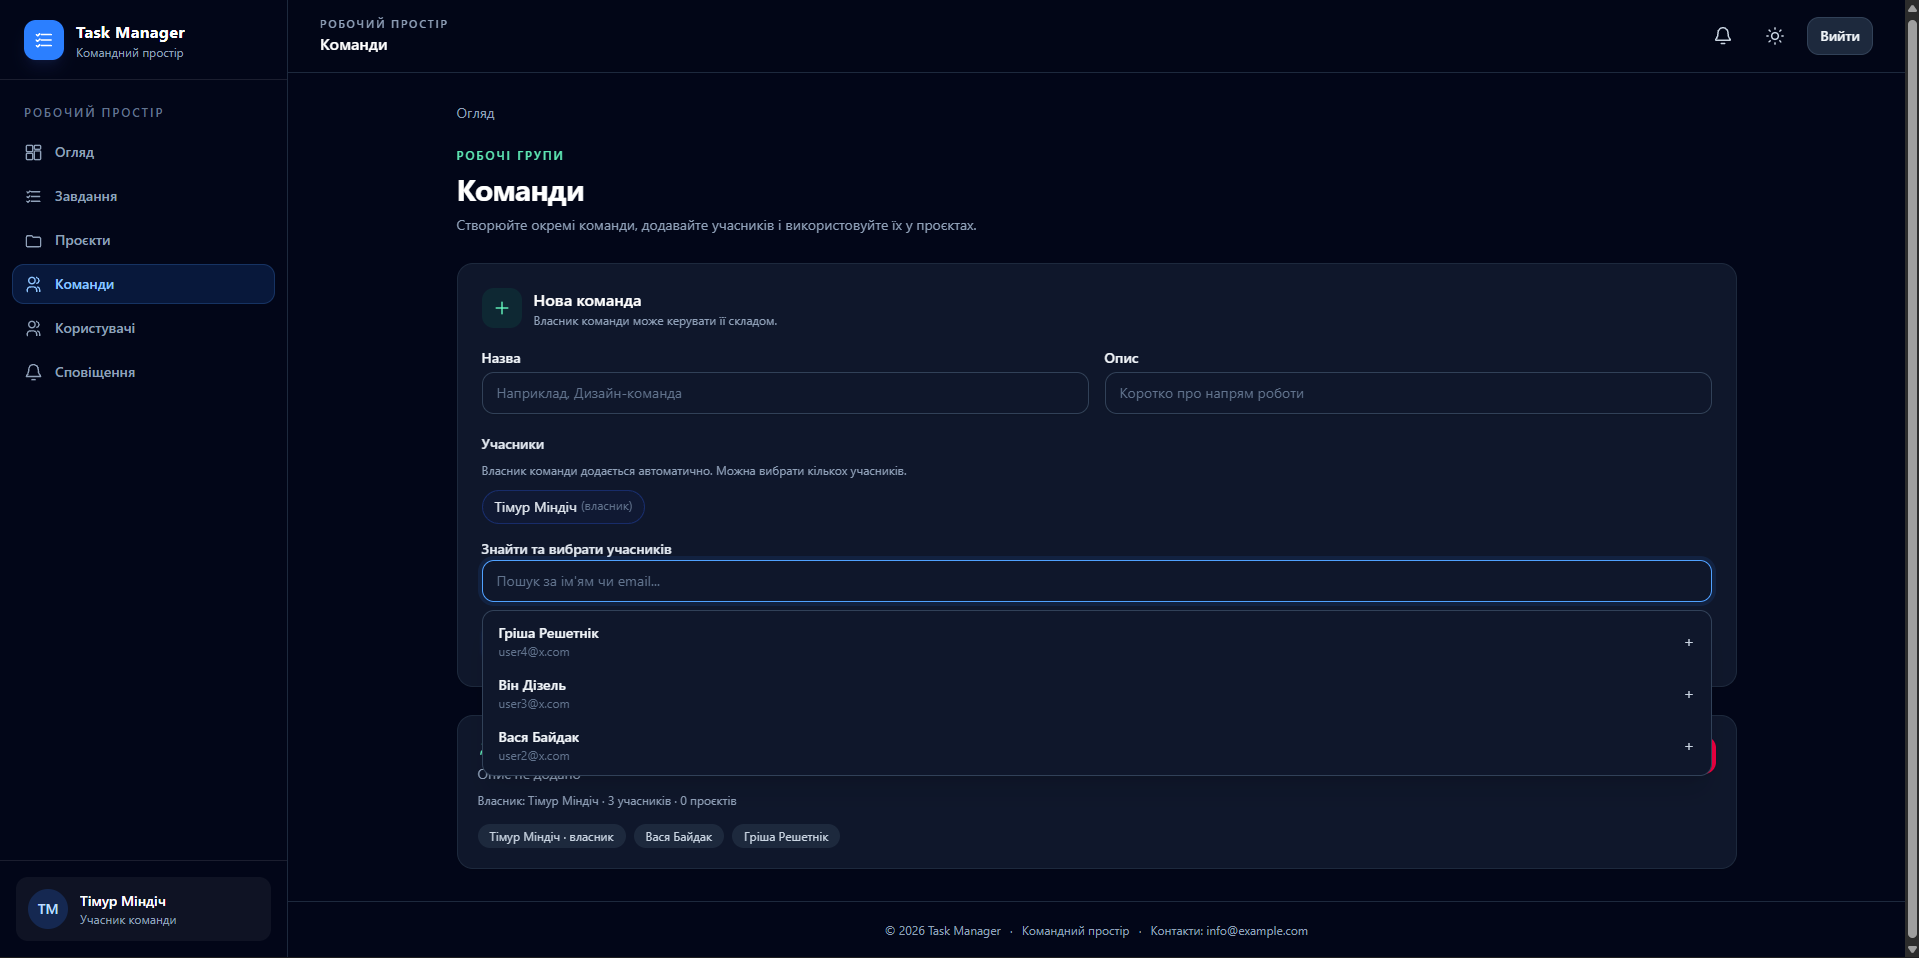 Task Manager
Командний простір
РОБОЧИЙ ПРОСТІР
Огляд
Завдання
Проєкти
Команди
Користувачі
Сповіщення
ТМ
Тімур Міндіч
Учасник команди
РОБОЧИЙ ПРОСТІР
Команди
Вийти
Огляд
РОБОЧІ ГРУПИ
Команди
Створюйте окремі команди, додавайте учасників і використовуйте їх у проєктах.
Нова команда
Власник команди може керувати її складом.
Назва
Опис
Наприклад, Дизайн-команда
Коротко про напрям роботи
Учасники
Власник команди додається автоматично. Можна вибрати кількох учасників.
Тімур Міндіч (власник)
Знайти та вибрати учасників
Пошук за ім'ям чи email...
Гріша Решетнік
user4@x.com
+
Він Дізель
user3@x.com
+
Вася Байдак
user2@x.com
+
Опис не додано
Власник: Тімур Міндіч · 3 учасників · 0 проєктів
Тімур Міндіч · власник
Вася Байдак
Гріша Решетнік
© 2026 Task Manager · Командний простір · Контакти: info@example.com